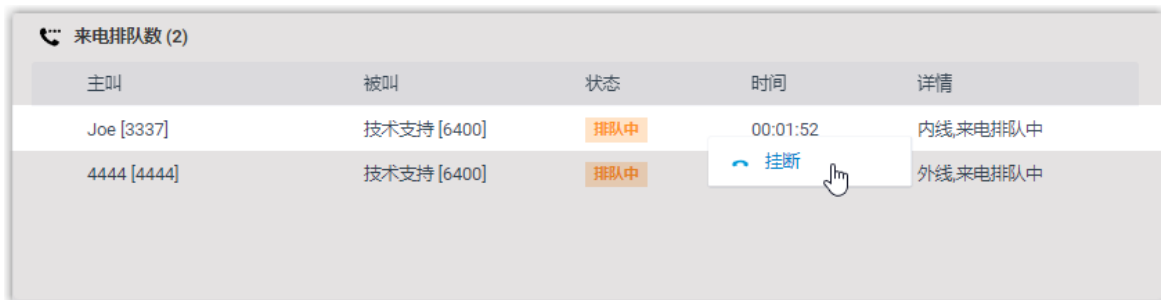 来电排队数 (2)
主叫 被叫 状态 时间 详情
Joe [3337] 技术支持 [6400] 排队中 00:01:52 内线,来电排队中
挂断
4444 [4444] 技术支持 [6400] 排队中 外线,来电排队中